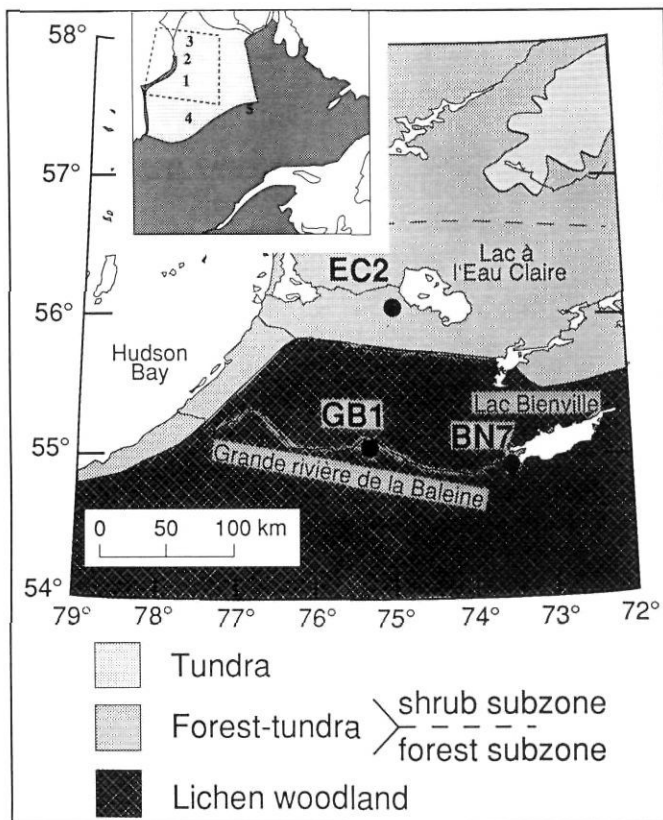 58°
57°
56°
55°
54°
3
2
1
4
5
EC2
Lac à
l'Eau Claire
Hudson
Bay
GB1
Lac Bienville
BN7
Grande rivière de la Baleine
0 50 100 km
79° 78° 77° 76° 75° 74° 73° 72°
Tundra
Forest-tundra
shrub subzone
forest subzone
Lichen woodland